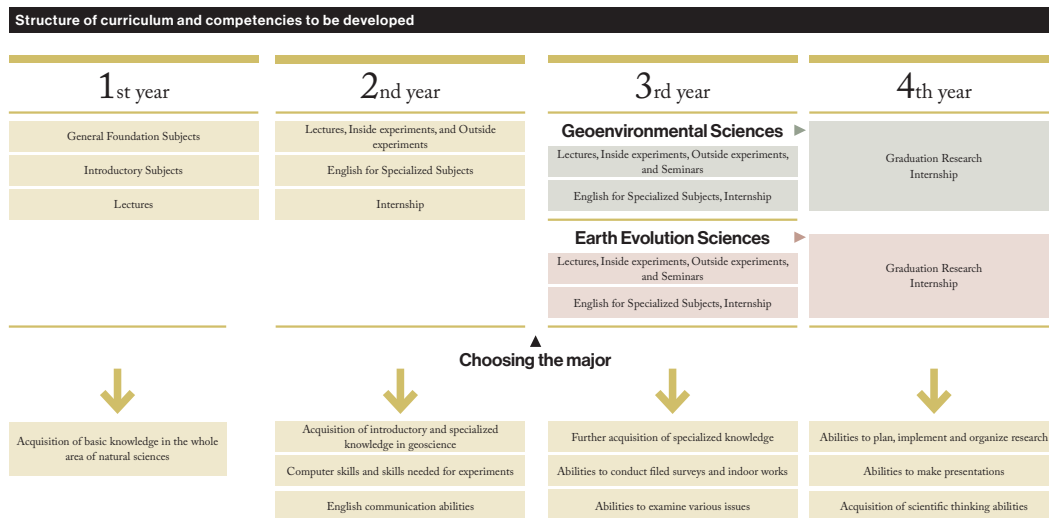 Structure of curriculum and competencies to be developed
1st year
General Foundation Subjects
Introductory Subjects
Lectures
2nd year
Lectures, Inside experiments, and Outside
experiments
English for Specialized Subjects
Internship
3rd year
Geoenvironmental Sciences
Lectures, Inside experiments, Outside experiments,
and Seminars
English for Specialized Subjects, Internship
Earth Evolution Sciences
Lectures, Inside experiments, Outside experiments,
and Seminars
English for Specialized Subjects, Internship
4th year
Graduation Research
Internship
Graduation Research
Internship
Choosing the major
Acquisition of basic knowledge in the whole
area of natural sciences
Acquisition of introductory and specialized
knowledge in geoscience
Computer skills and skills needed for experiments
English communication abilities
Further acquisition of specialized knowledge
Abilities to conduct filed surveys and indoor works
Abilities to examine various issues
Abilities to plan, implement and organize research
Abilities to make presentations
Acquisition of scientific thinking abilities